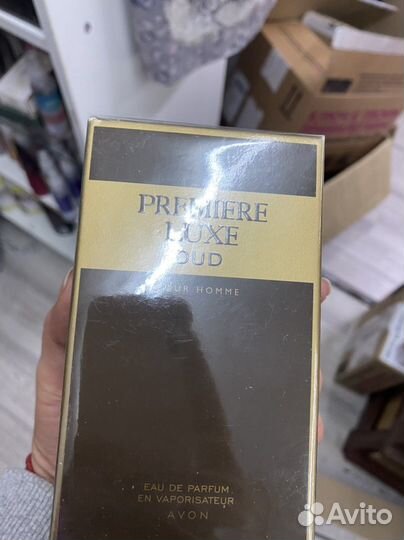 PREMIERE
LUXE
OUD
POUR HOMME
EAU DE PARFUM
EN VAPORISATEUR
AVON
Avito